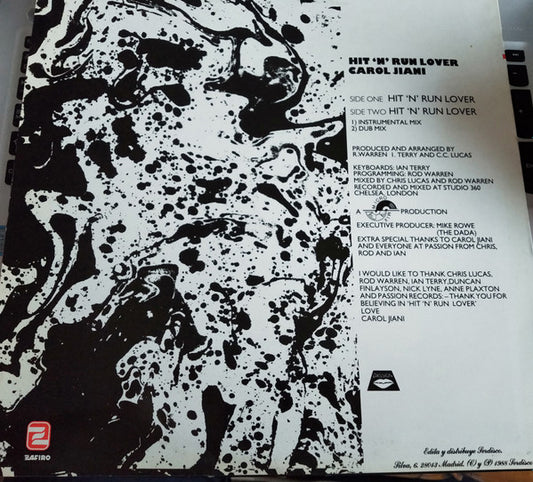 HIT 'N' RUN LOVER
CAROL JIANI
SIDE ONE HIT 'N' RUN LOVER
SIDE TWO HIT 'N' RUN LOVER
1) INSTRUMENTAL MIX
2) DUB MIX
PRODUCED AND ARRANGED BY
R.WARREN I. TERRY AND C.C. LUCAS
KEYBOARDS: IAN TERRY
PROGRAMMING: ROD WARREN
MIXED BY CHRIS LUCAS AND ROD WARREN
RECORDED AND MIXED AT STUDIO 360
CHELSEA, LONDON
A PRODUCTION
EXECUTIVE PRODUCER: MIKE ROWE
(THE DADA)
EXTRA SPECIAL THANKS TO CAROL JIANI
AND EVERYONE AT PASSION FROM CHRIS,
ROD AND IAN
I WOULD LIKE TO THANK CHRIS LUCAS,
ROD WARREN, IAN TERRY, DUNCAN
FINLAYSON, NICK LYNE, ANNE PLAXTON
AND PASSION RECORDS:– THANK YOU FOR
BELIEVING IN 'HIT 'N' RUN LOVER'
LOVE
CAROL JIANI
ZAFIRO
Edita y distribuye Serdisco.
Silva, 6. 28013 Madrid. (C) y (P) 1988 Serdisco